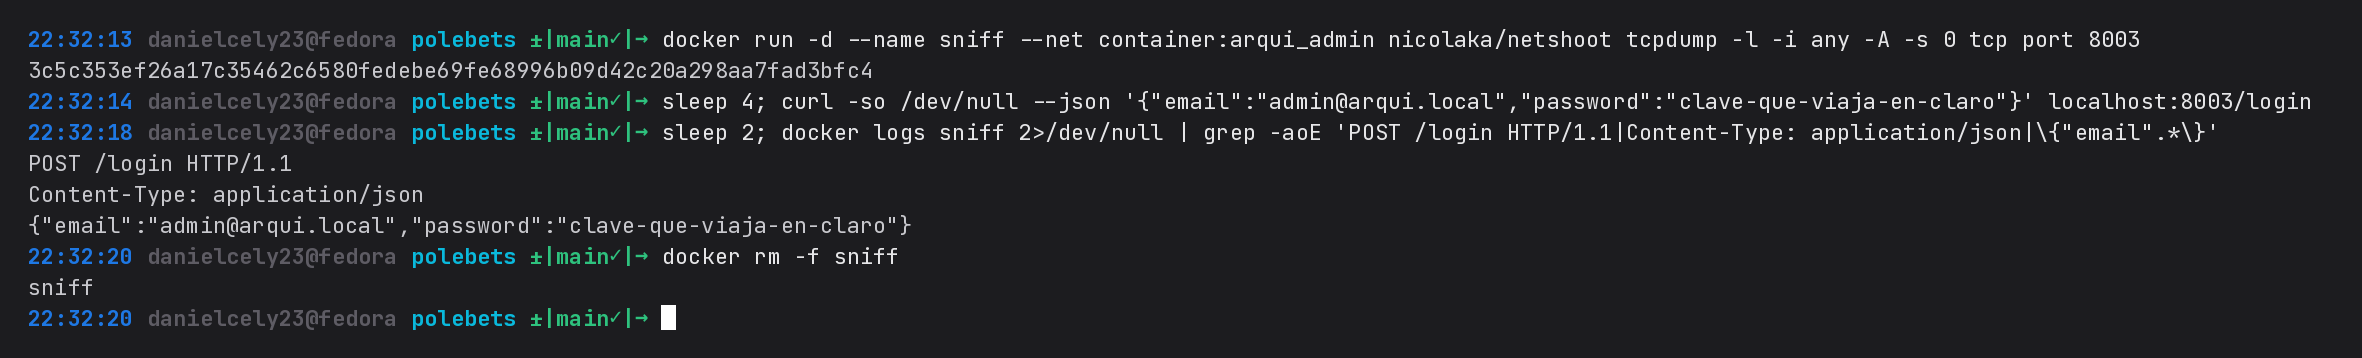 22:32:13 danielcely23@fedora polebets ±|main✓|→ docker run -d --name sniff --net container:arqui_admin nicolaka/netshoot tcpdump -l -i any -A -s 0 tcp port 8003
3c5c353ef26a17c35462c6580fedebe69fe68996b09d42c20a298aa7fad3bfc4
22:32:14 danielcely23@fedora polebets ±|main✓|→ sleep 4; curl -so /dev/null --json '{"email":"admin@arqui.local","password":"clave-que-viaja-en-claro"}' localhost:8003/login
22:32:18 danielcely23@fedora polebets ±|main✓|→ sleep 2; docker logs sniff 2>/dev/null | grep -aoE 'POST /login HTTP/1.1|Content-Type: application/json|\{"email".*\}'
POST /login HTTP/1.1
Content-Type: application/json
{"email":"admin@arqui.local","password":"clave-que-viaja-en-claro"}
22:32:20 danielcely23@fedora polebets ±|main✓|→ docker rm -f sniff
sniff
22:32:20 danielcely23@fedora polebets ±|main✓|→